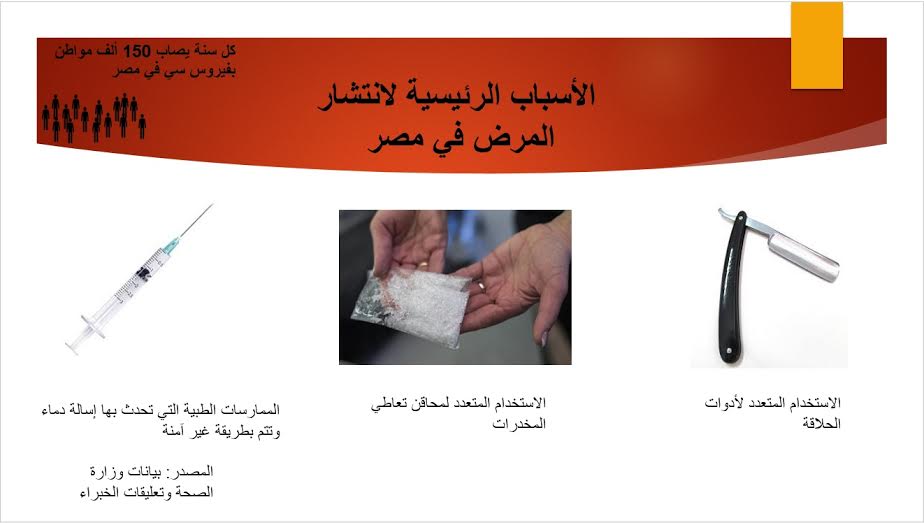 كل سنة يصاب 150 ألف مواطن
بفيروس سي في مصر
الأسباب الرئيسية لانتشار
المرض في مصر
الاستخدام المتعدد لأدوات
الحلاقة
الاستخدام المتعدد لمحاقن تعاطي
المخدرات
الممارسات الطبية التي تحدث بها إسالة دماء
وتتم بطريقة غير آمنة
المصدر: بيانات وزارة
الصحة وتعليقات الخبراء